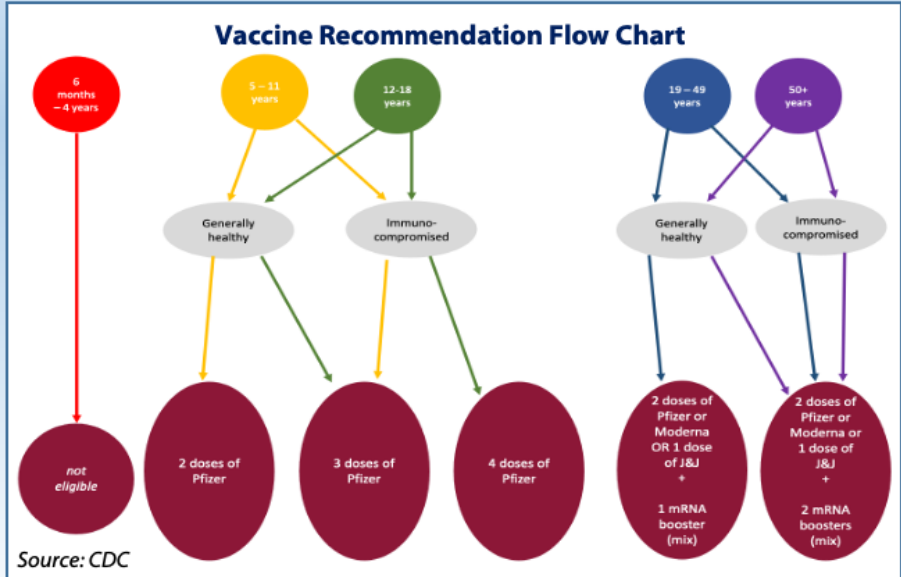 Vaccine Recommendation Flow Chart
6
months
– 4 years
5 – 11
years
12-18
years
19 – 49
years
50+
years
Generally
healthy
Immuno-
compromised
Generally
healthy
Immuno-
compromised
not
eligible
2 doses of
Pfizer
3 doses of
Pfizer
4 doses of
Pfizer
2 doses of
Pfizer or
Moderna
OR 1 dose
of J&J
+
1 mRNA
booster
(mix)
2 doses of
Pfizer or
Moderna or
1 dose of
J&J
+
2 mRNA
boosters
(mix)
Source: CDC